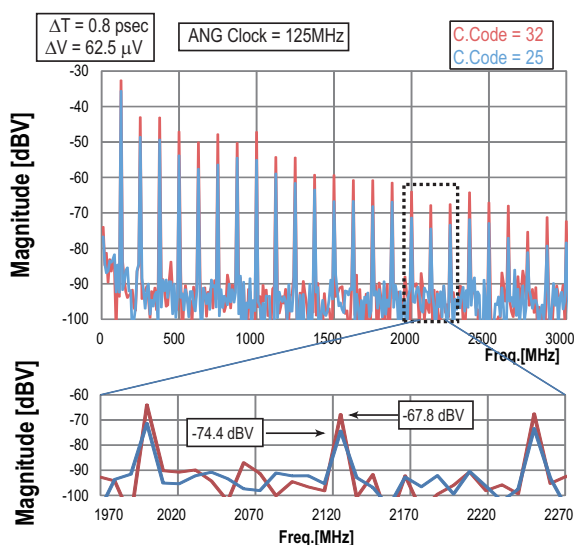 ΔT = 0.8 psec
ΔV = 62.5 μV
ANG Clock = 125MHz
C.Code = 32
C.Code = 25
Magnitude [dBV]
-30
-40
-50
-60
-70
-80
-90
-100
0 500 1000 1500 2000 2500 3000
Freq.[MHz]
Magnitude [dBV]
-60
-70
-80
-90
-100
-74.4 dBV
-67.8 dBV
1970 2020 2070 2120 2170 2220 2270
Freq.[MHz]